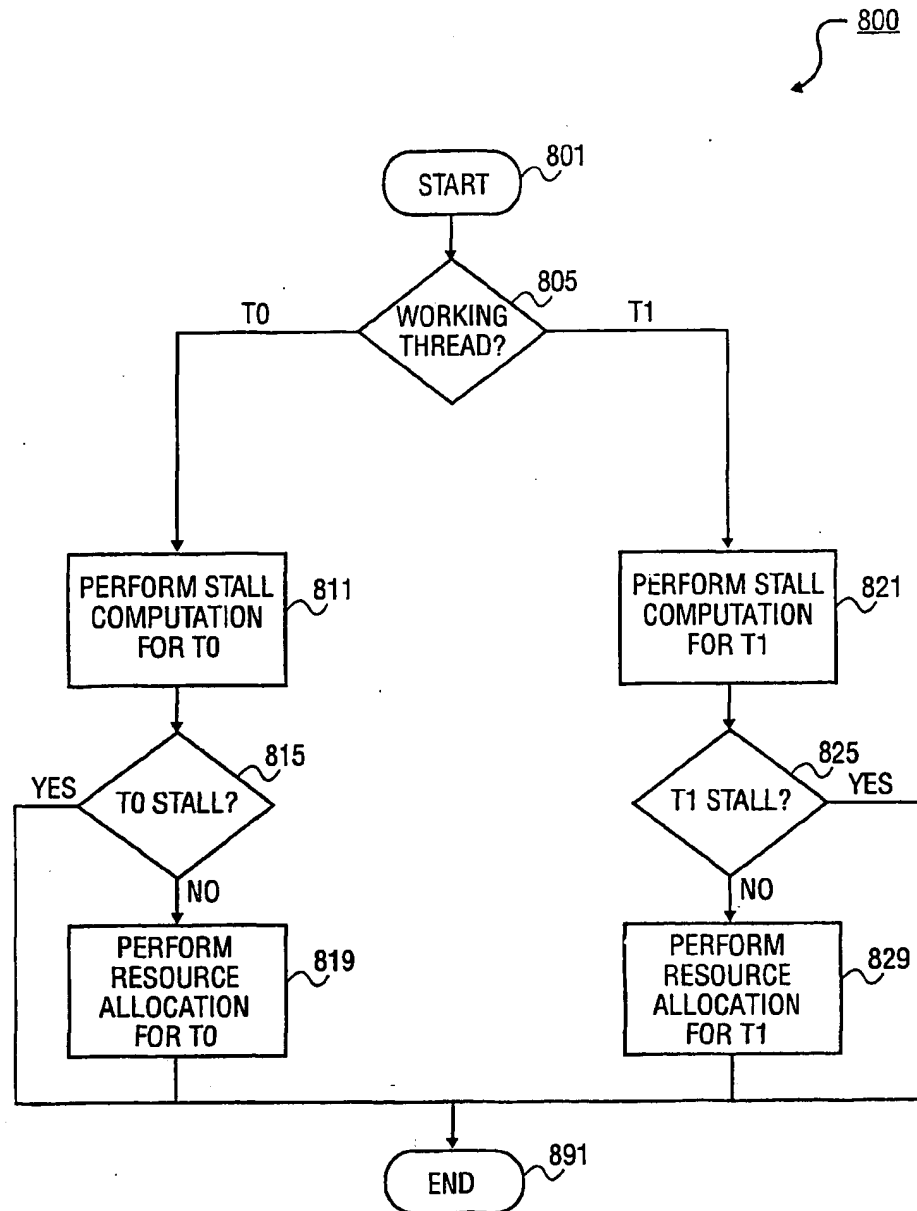 800
START
801
WORKING
THREAD?
805
T0
T1
PERFORM STALL
COMPUTATION
FOR T0
811
PERFORM STALL
COMPUTATION
FOR T1
821
T0 STALL?
815
YES
NO
T1 STALL?
825
YES
NO
PERFORM
RESOURCE
ALLOCATION
FOR T0
819
PERFORM
RESOURCE
ALLOCATION
FOR T1
829
END
891